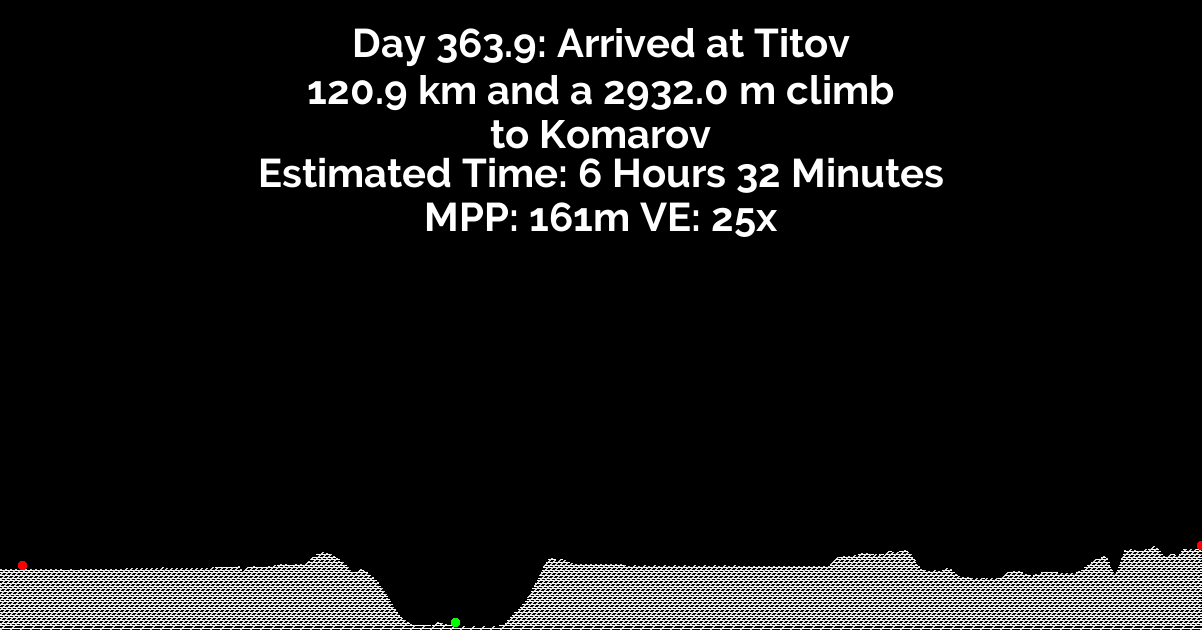 Day 363.9: Arrived at Titov
120.9 km and a 2932.0 m climb
to Komarov
Estimated Time: 6 Hours 32 Minutes
MPP: 161m VE: 25x